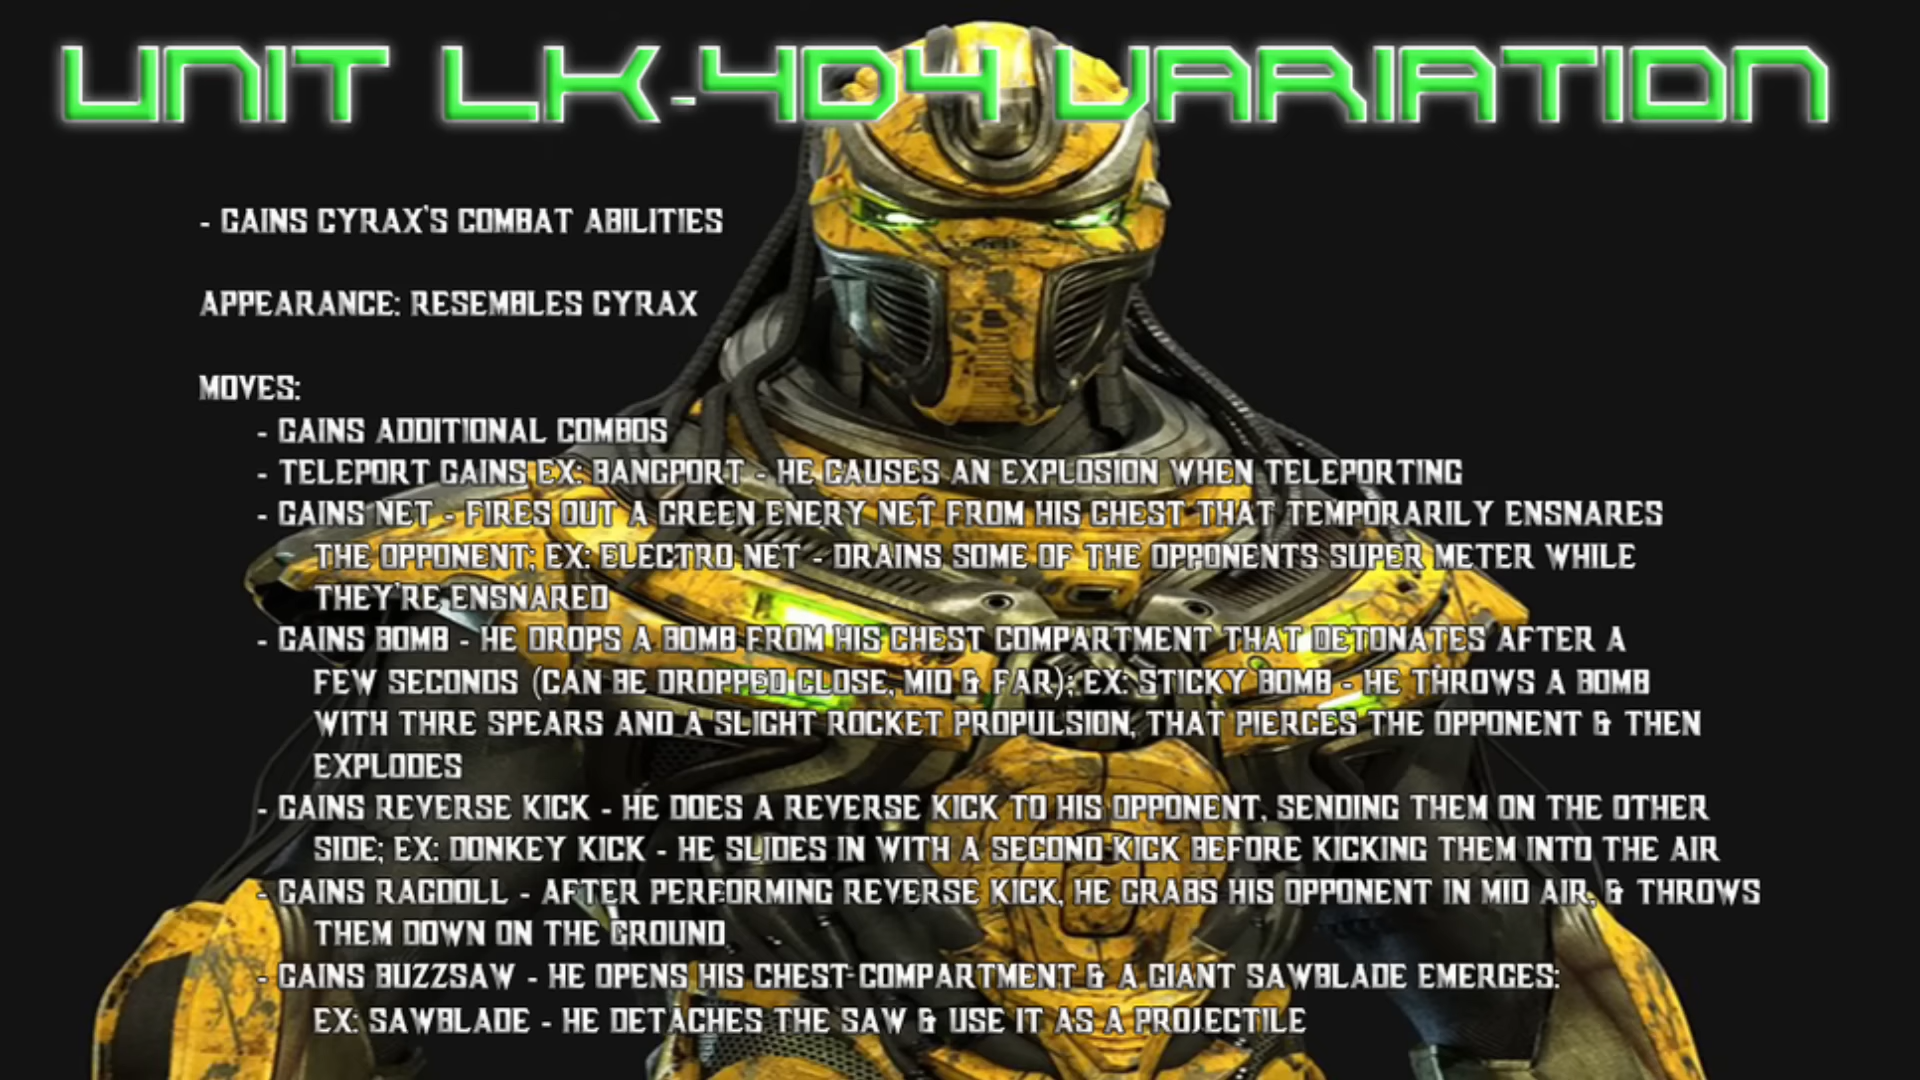 UNIT LK-4D4 VARIATION
- GAINS CYRAX'S COMBAT ABILITIES
APPEARANCE: RESEMBLES CYRAX
MOVES:
- GAINS ADDITIONAL COMBOS
- TELEPORT GAINS EX: BANGPORT - HE CAUSES AN EXPLOSION WHEN TELEPORTING
- GAINS NET - FIRES OUT A GREEN ENERY NET FROM HIS CHEST THAT TEMPORARILY ENSNARES
THE OPPONENT; EX: ELECTRO NET - DRAINS SOME OF THE OPPONENTS SUPER METER WHILE
THEY'RE ENSNARED
- GAINS BOMB - HE DROPS A BOMB FROM HIS CHEST COMPARTMENT THAT DETONATES AFTER A
FEW SECONDS (CAN BE DROPPED CLOSE, MID & FAR); EX: STICKY BOMB - HE THROWS A BOMB
WITH THRE SPEARS AND A SLIGHT ROCKET PROPULSION, THAT PIERCES THE OPPONENT & THEN
EXPLODES
- GAINS REVERSE KICK - HE DOES A REVERSE KICK TO HIS OPPONENT, SENDING THEM ON THE OTHER
SIDE; EX: DONKEY KICK - HE SLIDES IN WITH A SECOND KICK BEFORE KICKING THEM INTO THE AIR
- GAINS RAGDOLL - AFTER PERFORMING REVERSE KICK, HE GRABS HIS OPPONENT IN MID AIR, & THROWS
THEM DOWN ON THE GROUND
- GAINS BUZZSAW - HE OPENS HIS CHEST COMPARTMENT & A GIANT SAWBLADE EMERGES:
EX: SAWBLADE - HE DETACHES THE SAW & USE IT AS A PROJECTILE